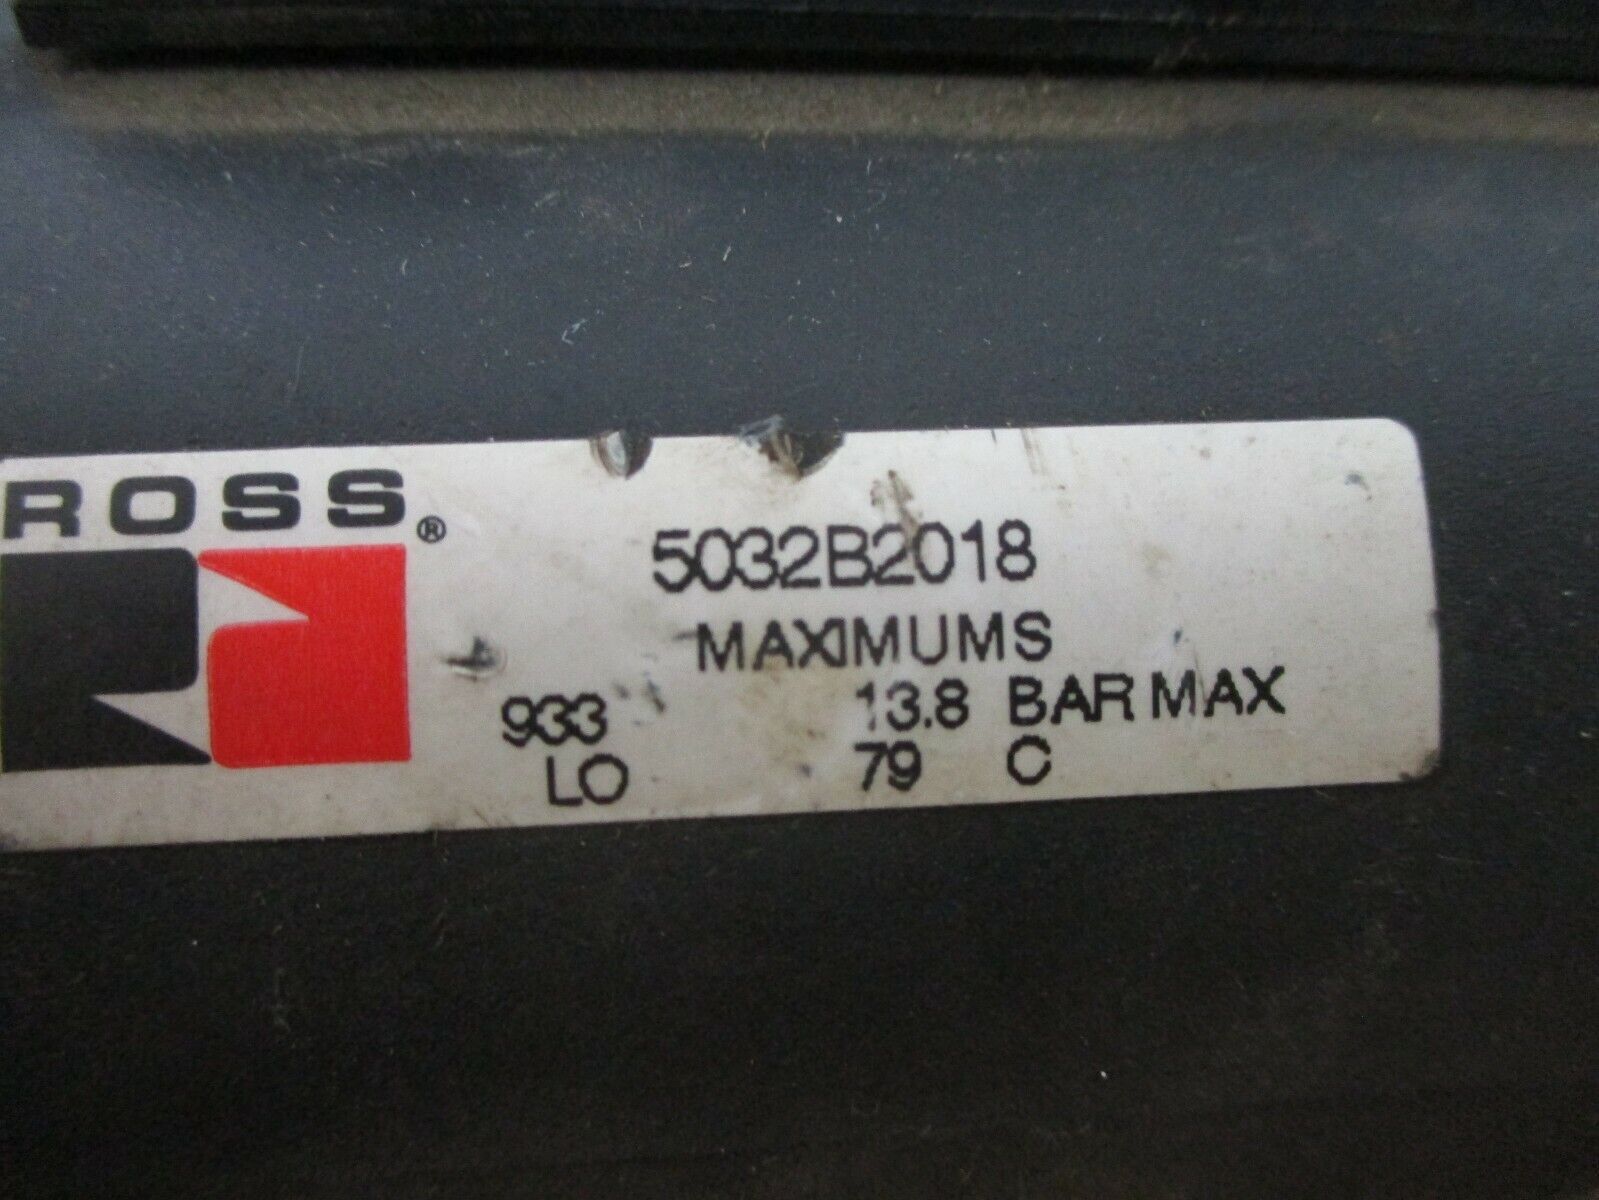 ROSS®
5032B2018
MAXIMUMS
933 13.8 BAR MAX
LO 79 C